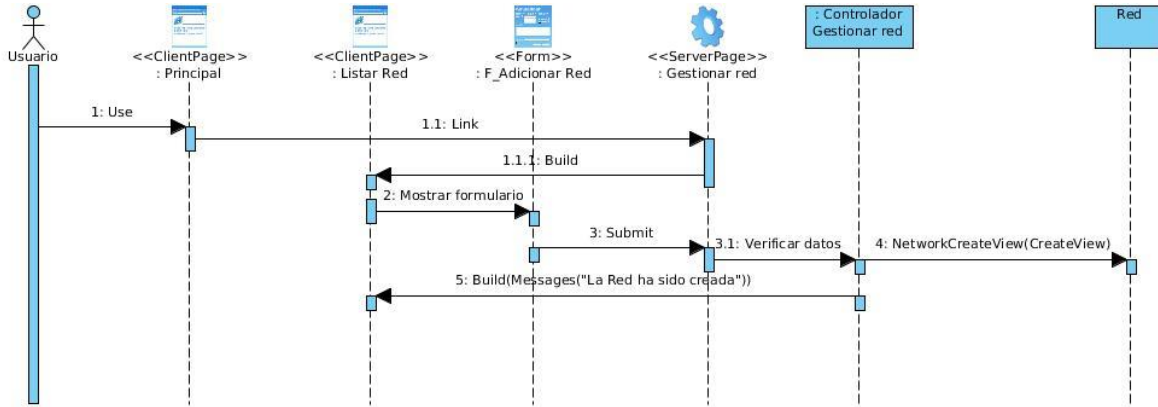 : Controlador
Gestionar red
Red
Usuario
<<ClientPage>>
: Principal
<<ClientPage>>
: Listar Red
<<Form>>
: F_Adicionar Red
<<ServerPage>>
: Gestionar red
1: Use
1.1: Link
1.1.1: Build
2: Mostrar formulario
3: Submit
3.1: Verificar datos
4: NetworkCreateView(CreateView)
5: Build(Messages("La Red ha sido creada"))